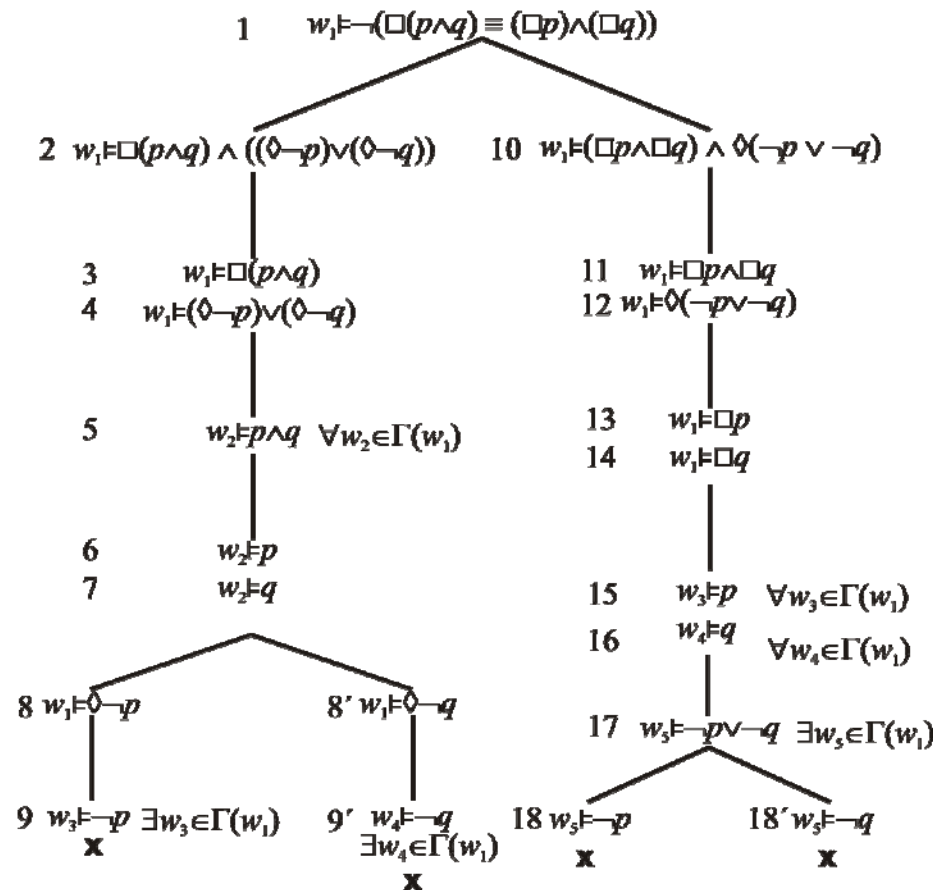 1 w₁⊨¬(□(p∧q) ≡ (□p)∧(□q))
2 w₁⊨□(p∧q) ∧ ((◊¬p)∨(◊¬q))
10 w₁⊨(□p∧□q) ∧ ◊(¬p ∨ ¬q)
3 w₁⊨□(p∧q)
4 w₁⊨(◊¬p)∨(◊¬q)
11 w₁⊨□p∧□q
12 w₁⊨◊(¬p∨¬q)
5 w₂⊨p∧q ∀w₂∈Γ(w₁)
13 w₁⊨□p
14 w₁⊨□q
6 w₂⊨p
7 w₂⊨q
15 w₃⊨p ∀w₃∈Γ(w₁)
16 w₄⊨q ∀w₄∈Γ(w₁)
8 w₁⊨◊¬p
8′ w₁⊨◊¬q
17 w₅⊨¬p∨¬q ∃w₅∈Γ(w₁)
9 w₃⊨¬p ∃w₃∈Γ(w₁)
x
9′ w₄⊨¬q
∃w₄∈Γ(w₁)
x
18 w₅⊨¬p
x
18′ w₅⊨¬q
x